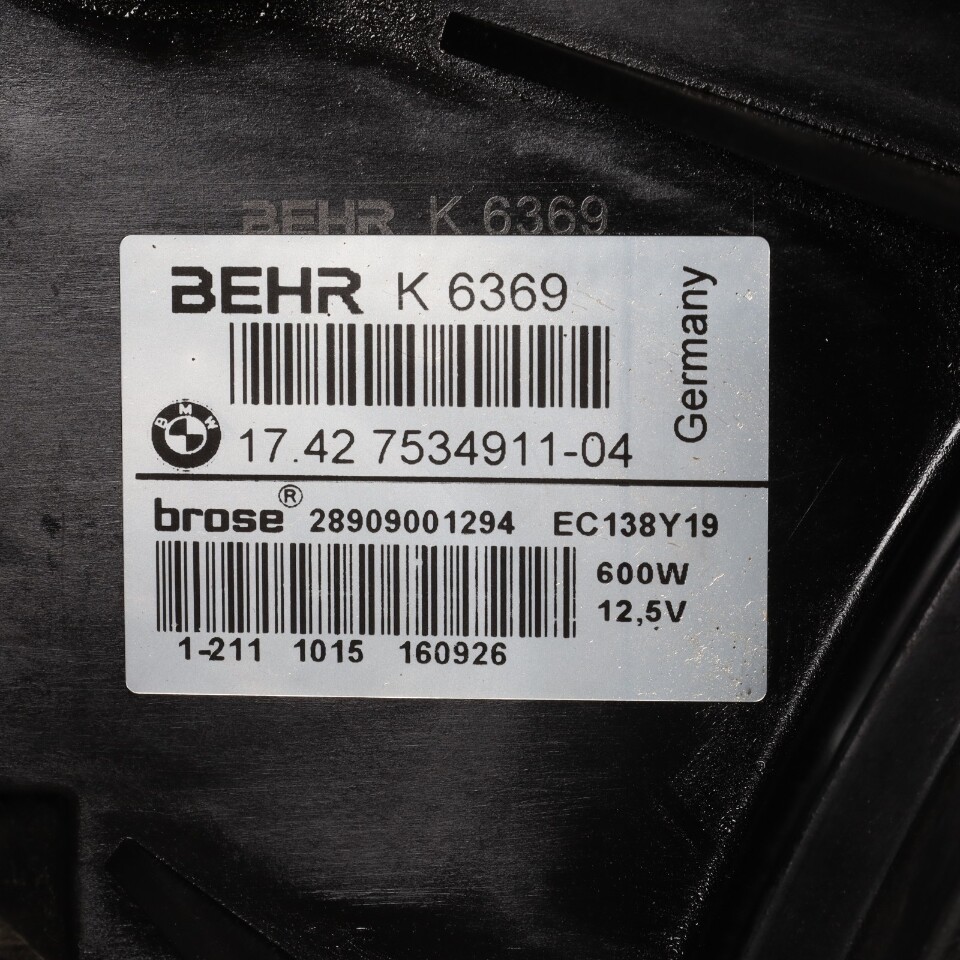 BEHR K 6369
BEHR K 6369
Germany
BMW
17.42 7534911-04
brose® 28909001294 EC138Y19
600W
12,5V
1-211 1015 160926